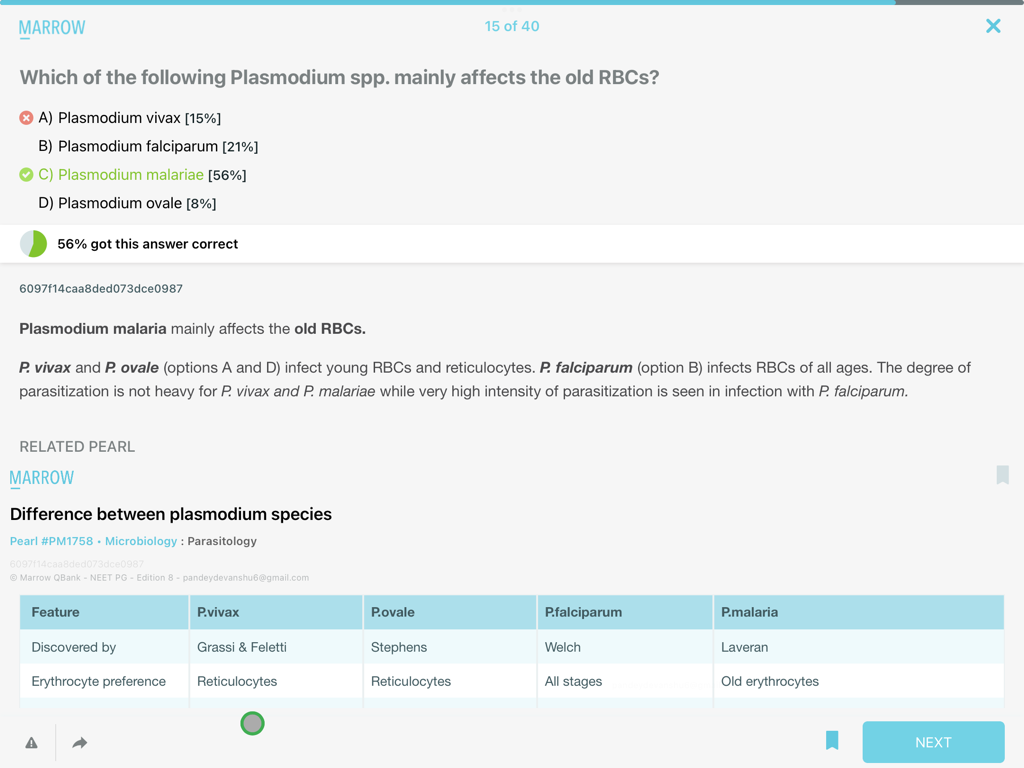 MARROW
15 of 40
Which of the following Plasmodium spp. mainly affects the old RBCs?
A) Plasmodium vivax [15%]
B) Plasmodium falciparum [21%]
C) Plasmodium malariae [56%]
D) Plasmodium ovale [8%]
56% got this answer correct
6097f14caa8ded073dce0987
Plasmodium malaria mainly affects the old RBCs.
P. vivax and P. ovale (options A and D) infect young RBCs and reticulocytes. P. falciparum (option B) infects RBCs of all ages. The degree of
parasitization is not heavy for P. vivax and P. malariae while very high intensity of parasitization is seen in infection with P. falciparum.
RELATED PEARL
MARROW
Difference between plasmodium species
Pearl #PM1758 • Microbiology : Parasitology
6097f14caa8ded073dce0987
© Marrow QBank - NEET PG - Edition 8 - pandeydevanshu6@gmail.com
Feature P.vivax P.ovale P.falciparum P.malaria
Discovered by Grassi & Feletti Stephens Welch Laveran
Erythrocyte preference Reticulocytes Reticulocytes All stages Old erythrocytes
NEXT